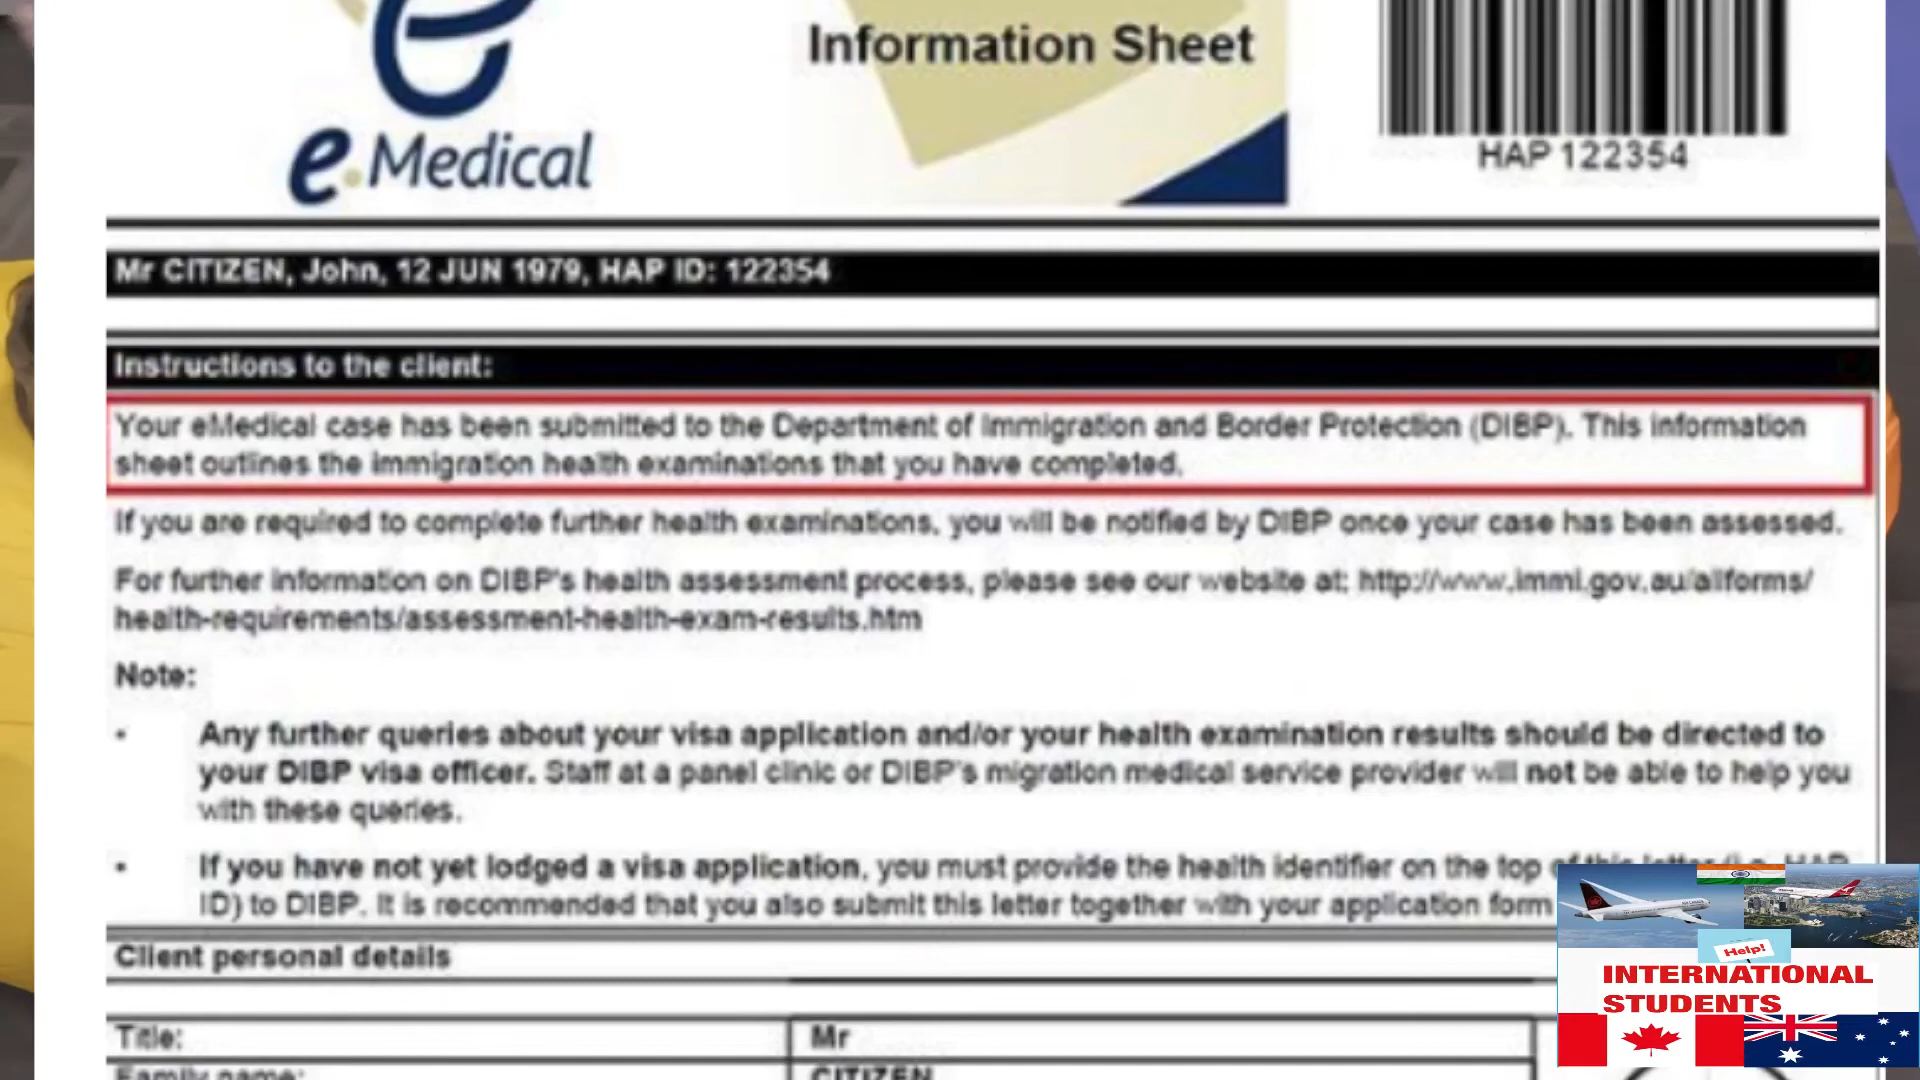 Information Sheet
e.Medical
HAP 122354
Mr CITIZEN, John, 12 JUN 1979, HAP ID: 122354
Instructions to the client:
Your eMedical case has been submitted to the Department of Immigration and Border Protection (DIBP). This information
sheet outlines the immigration health examinations that you have completed.
If you are required to complete further health examinations, you will be notified by DIBP once your case has been assessed.
For further information on DIBP's health assessment process, please see our website at: http://www.immi.gov.au/allforms/
health-requirements/assessment-health-exam-results.htm
Note:
• Any further queries about your visa application and/or your health examination results should be directed to
your DIBP visa officer. Staff at a panel clinic or DIBP's migration medical service provider will not be able to help you
with these queries.
• If you have not yet lodged a visa application, you must provide the health identifier on the top of this letter (i.e. HAP
ID) to DIBP. It is recommended that you also submit this letter together with your application form
Client personal details
Title: Mr
Family name: CITIZEN
Help!
INTERNATIONAL
STUDENTS